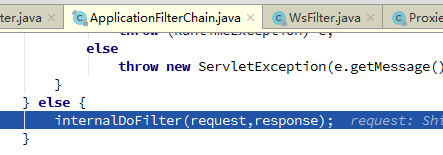 ter.java × ApplicationFilterChain.java × WsFilter.java × Proxie
throw (RuntimeException) e;
else
throw new ServletException(e.getMessage()
}
} else {
internalDoFilter(request,response); request: Shi
}